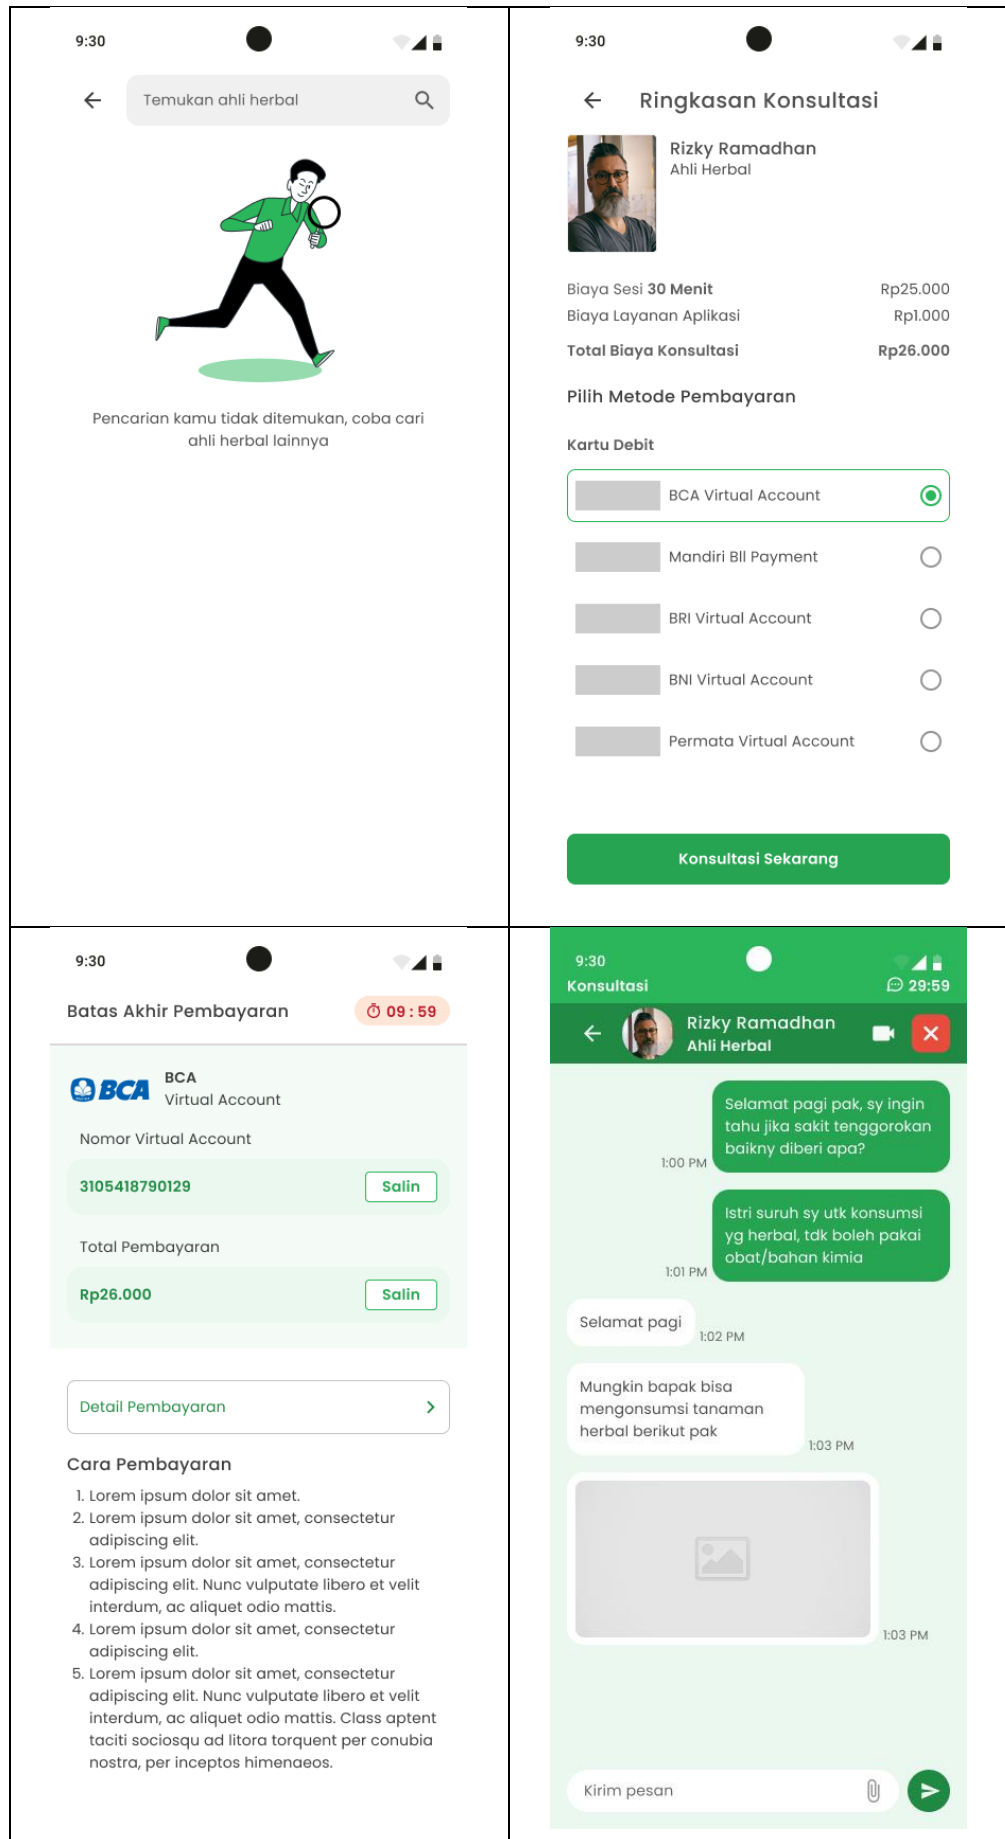 9:30
Temukan ahli herbal
Pencarian kamu tidak ditemukan, coba cari
ahli herbal lainnya
9:30
Ringkasan Konsultasi
Rizky Ramadhan
Ahli Herbal
Biaya Sesi 30 Menit Rp25.000
Biaya Layanan Aplikasi Rp1.000
Total Biaya Konsultasi Rp26.000
Pilih Metode Pembayaran
Kartu Debit
BCA Virtual Account
Mandiri Bll Payment
BRI Virtual Account
BNI Virtual Account
Permata Virtual Account
Konsultasi Sekarang
9:30
Batas Akhir Pembayaran 09 : 59
BCA BCA
Virtual Account
Nomor Virtual Account
3105418790129 Salin
Total Pembayaran
Rp26.000 Salin
Detail Pembayaran
Cara Pembayaran
1. Lorem ipsum dolor sit amet.
2. Lorem ipsum dolor sit amet, consectetur
adipiscing elit.
3. Lorem ipsum dolor sit amet, consectetur
adipiscing elit. Nunc vulputate libero et velit
interdum, ac aliquet odio mattis.
4. Lorem ipsum dolor sit amet, consectetur
adipiscing elit.
5. Lorem ipsum dolor sit amet, consectetur
adipiscing elit. Nunc vulputate libero et velit
interdum, ac aliquet odio mattis. Class aptent
taciti sociosqu ad litora torquent per conubia
nostra, per inceptos himenaeos.
9:30
Konsultasi 29:59
Rizky Ramadhan
Ahli Herbal
Selamat pagi pak, sy ingin
tahu jika sakit tenggorokan
baikny diberi apa?
1:00 PM
Istri suruh sy utk konsumsi
yg herbal, tdk boleh pakai
obat/bahan kimia
1:01 PM
Selamat pagi
1:02 PM
Mungkin bapak bisa
mengonsumsi tanaman
herbal berikut pak
1:03 PM
1:03 PM
Kirim pesan